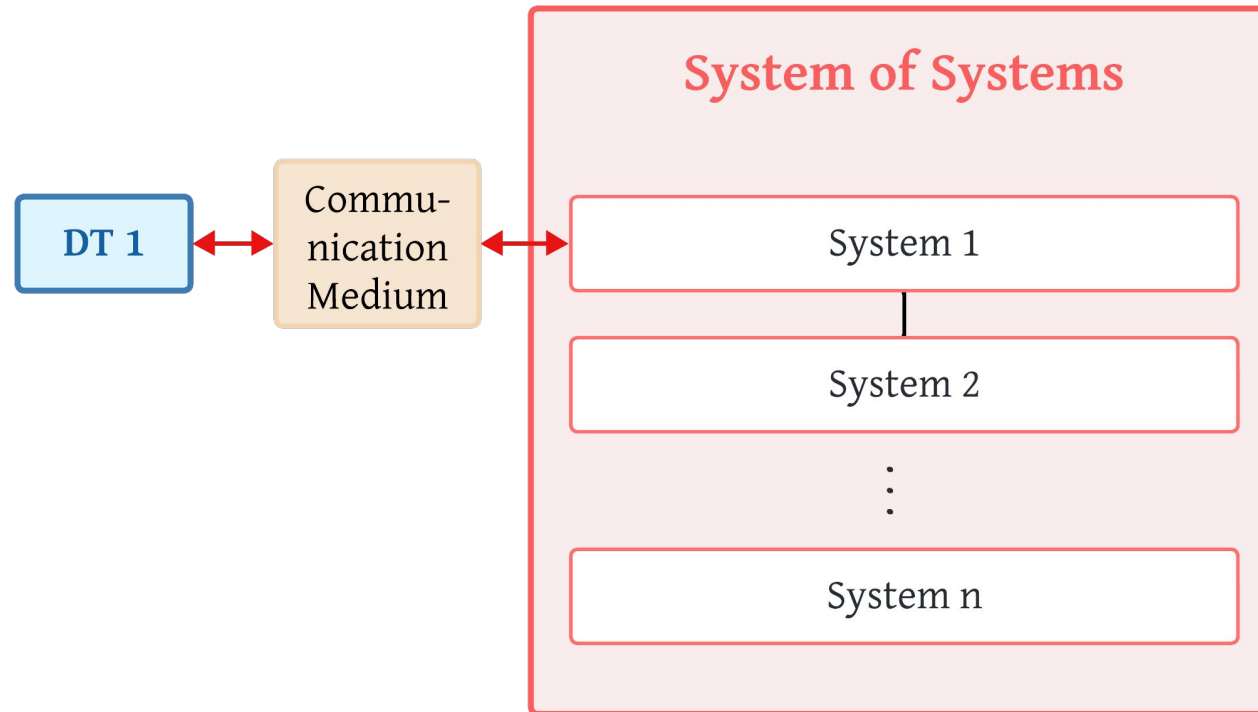 System of Systems
DT 1
Commu-
nication
Medium
System 1
System 2
System n